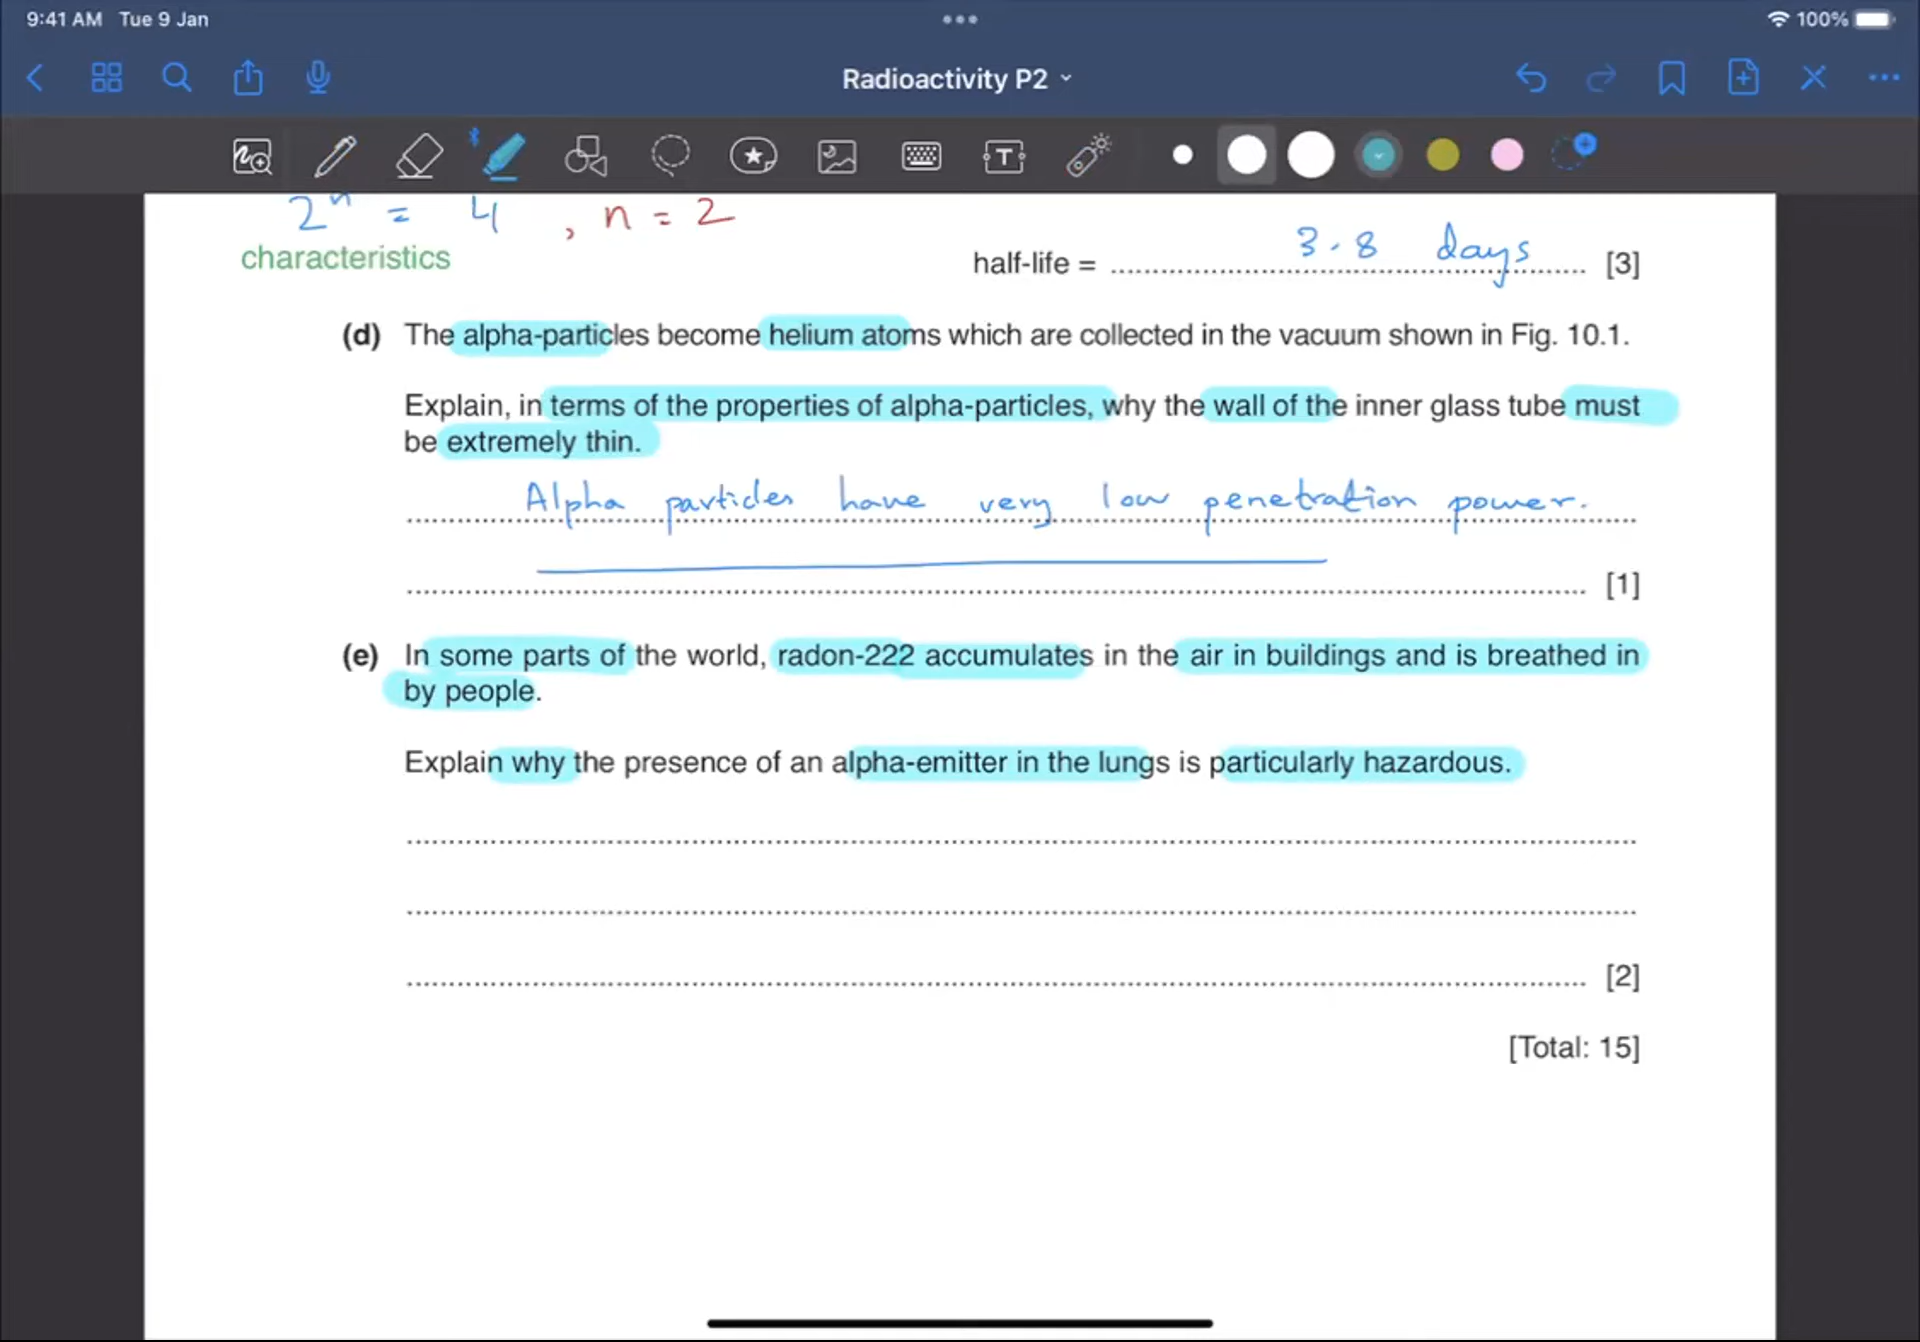 9:41 AM Tue 9 Jan
100%
Radioactivity P2
2ⁿ = 4 , n = 2
characteristics
half-life = 3.8 days [3]
(d) The alpha-particles become helium atoms which are collected in the vacuum shown in Fig. 10.1.
Explain, in terms of the properties of alpha-particles, why the wall of the inner glass tube must
be extremely thin.
Alpha particles have very low penetration power.
[1]
(e) In some parts of the world, radon-222 accumulates in the air in buildings and is breathed in
by people.
Explain why the presence of an alpha-emitter in the lungs is particularly hazardous.
[2]
[Total: 15]